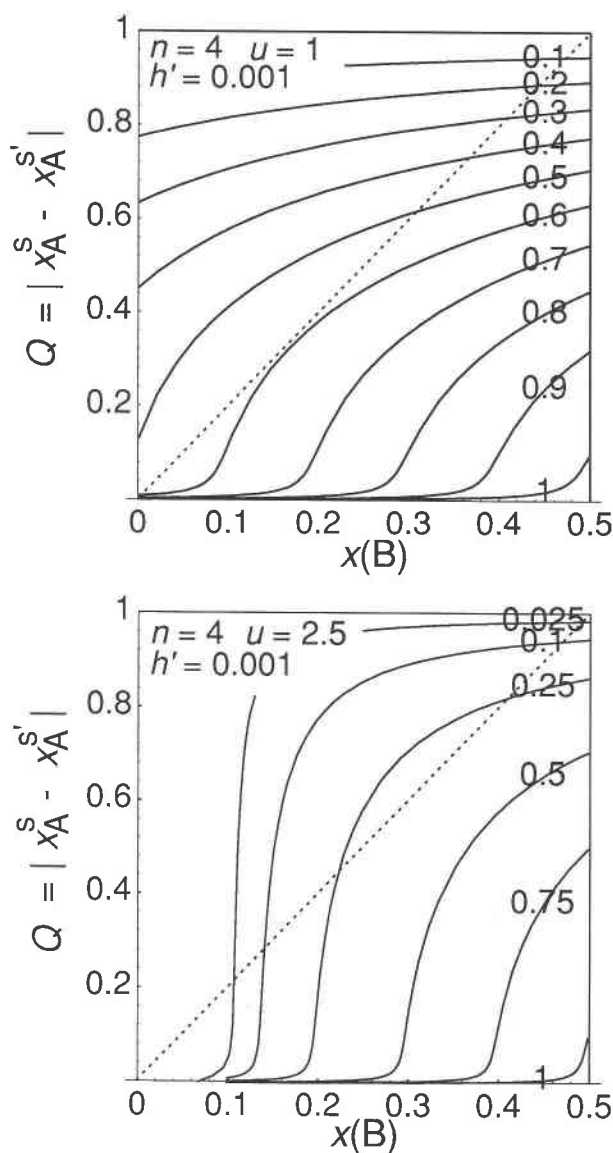 1
n = 4 u = 1
h' = 0.001
0.1
0.2
0.3
0.4
0.5
0.6
0.7
0.8
0.9
1
0.8
0.6
0.4
0.2
Q = | x_A^s - x_A^s' |
0 0.1 0.2 0.3 0.4 0.5
x(B)
1
n = 4 u = 2.5
h' = 0.001
0.025
0.1
0.25
0.5
0.75
1
0.8
0.6
0.4
0.2
Q = | x_A^s - x_A^s' |
0 0.1 0.2 0.3 0.4 0.5
x(B)